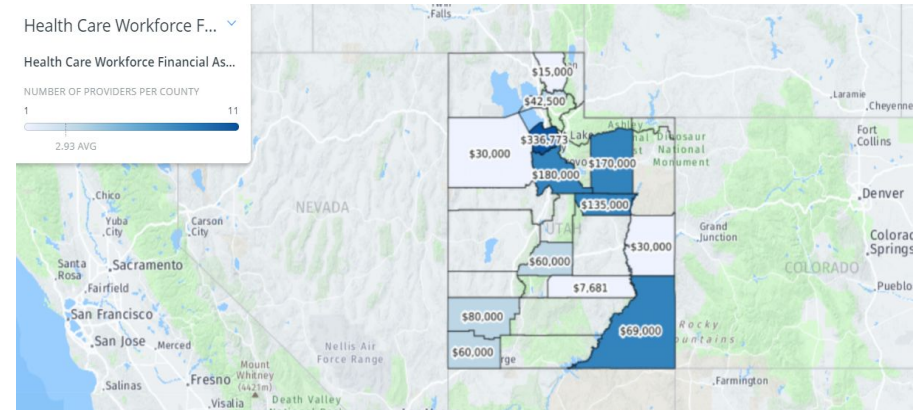 Health Care Workforce F...
Health Care Workforce Financial As...
NUMBER OF PROVIDERS PER COUNTY
1 11
2.93 AVG
Falls
Laramie
Cheyenne
Fort
Collins
Denver
Colorad
Springs
Pueblo
Grand
Junction
COLORADO
Rocky
ountains
Farmington
Ashley
Dinosaur
National
Monument
Lake
ovo
UTAH
NEVADA
$15,000
$42,500
$336,773
$30,000
$180,000
$170,000
$135,000
$30,000
$60,000
$7,681
$80,000
$69,000
$60,000
rge
Chico
Yuba
City
Carson
City
Santa
Rosa
Sacramento
Fairfield
San Francisco
San Jose
Merced
Salinas
Fresno
Visalia
Mount
Whitney
(4421m)
Nellis Air
Force Range
Death Valley